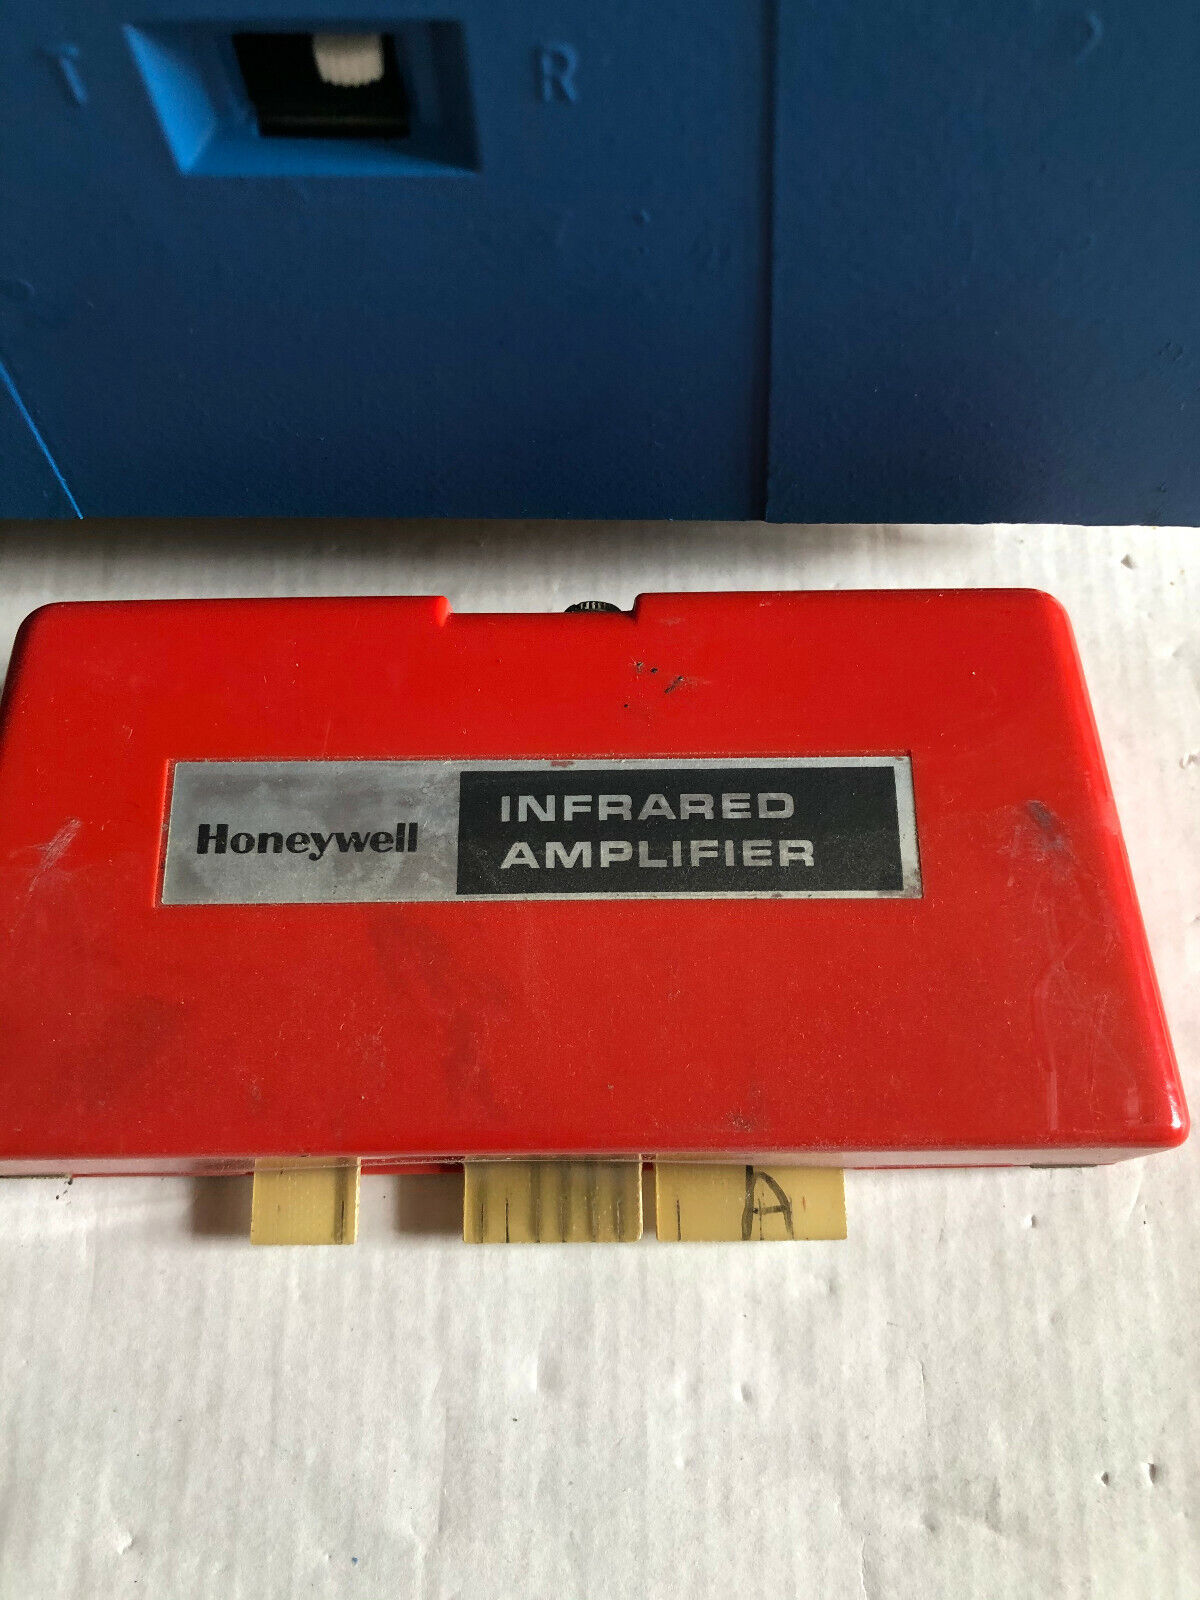 T R
Honeywell
INFRARED
AMPLIFIER
A